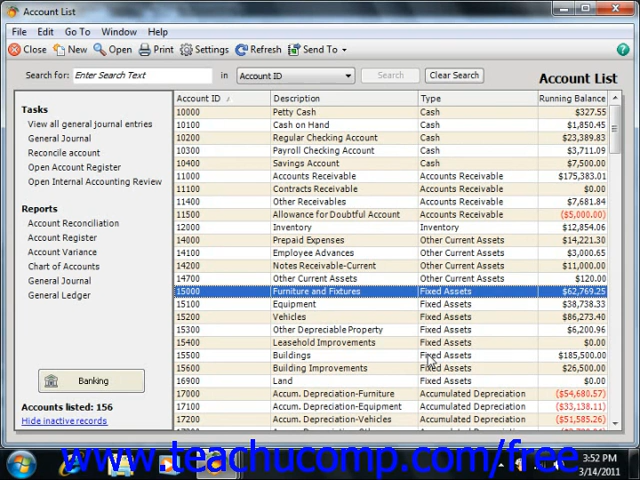 Account List
File Edit Go To Window Help
Close New Open Print Settings Refresh Send To
Search for: Enter Search Text in Account ID Search Clear Search
Account List
Tasks
View all general journal entries
General Journal
Reconcile account
Open Account Register
Open Internal Accounting Review
Reports
Account Reconciliation
Account Register
Account Variance
Chart of Accounts
General Journal
General Ledger
Banking
Accounts listed: 156
Hide inactive records
Account ID Description Type Running Balance
10000 Petty Cash Cash $327.55
10100 Cash on Hand Cash $1,850.45
10200 Regular Checking Account Cash $23,389.83
10300 Payroll Checking Account Cash $3,711.09
10400 Savings Account Cash $7,500.00
11000 Accounts Receivable Accounts Receivable $175,383.01
11100 Contracts Receivable Accounts Receivable $0.00
11400 Other Receivables Accounts Receivable $7,681.84
11500 Allowance for Doubtful Account Accounts Receivable ($5,000.00)
12000 Inventory Inventory $12,854.06
14000 Prepaid Expenses Other Current Assets $14,221.30
14100 Employee Advances Other Current Assets $3,000.65
14200 Notes Receivable-Current Other Current Assets $11,000.00
14700 Other Current Assets Other Current Assets $120.00
15000 Furniture and Fixtures Fixed Assets $62,769.25
15100 Equipment Fixed Assets $38,738.33
15200 Vehicles Fixed Assets $86,273.40
15300 Other Depreciable Property Fixed Assets $6,200.96
15400 Leasehold Improvements Fixed Assets $0.00
15500 Buildings Fixed Assets $185,500.00
15600 Building Improvements Fixed Assets $26,500.00
16900 Land Fixed Assets $0.00
17000 Accum. Depreciation-Furniture Accumulated Depreciation ($54,680.57)
17100 Accum. Depreciation-Equipment Accumulated Depreciation ($33,138.11)
17200 Accum. Depreciation-Vehicles Accumulated Depreciation ($51,585.26)
www.teachucomp.com/free
3:52 PM
3/14/2011